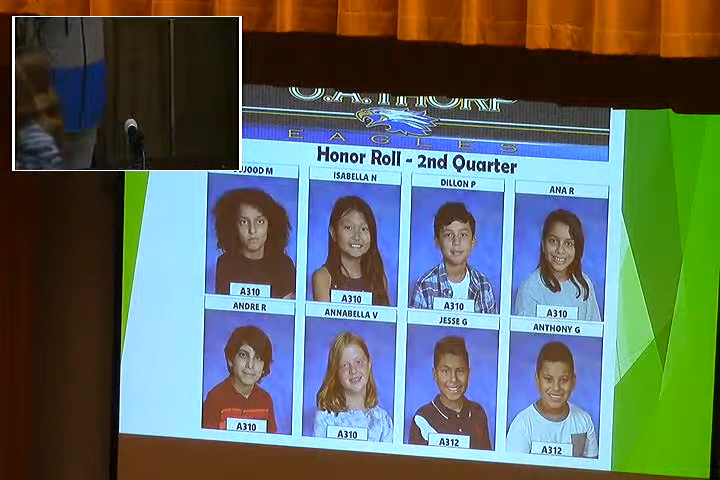 O.A. THORP
EAGLES
Honor Roll - 2nd Quarter
ISABELLA N
DILLON P
ANA R
A310
A310
A310
A310
ANDRE R
ANNABELLA V
JESSE G
ANTHONY G
A310
A310
A312
A312